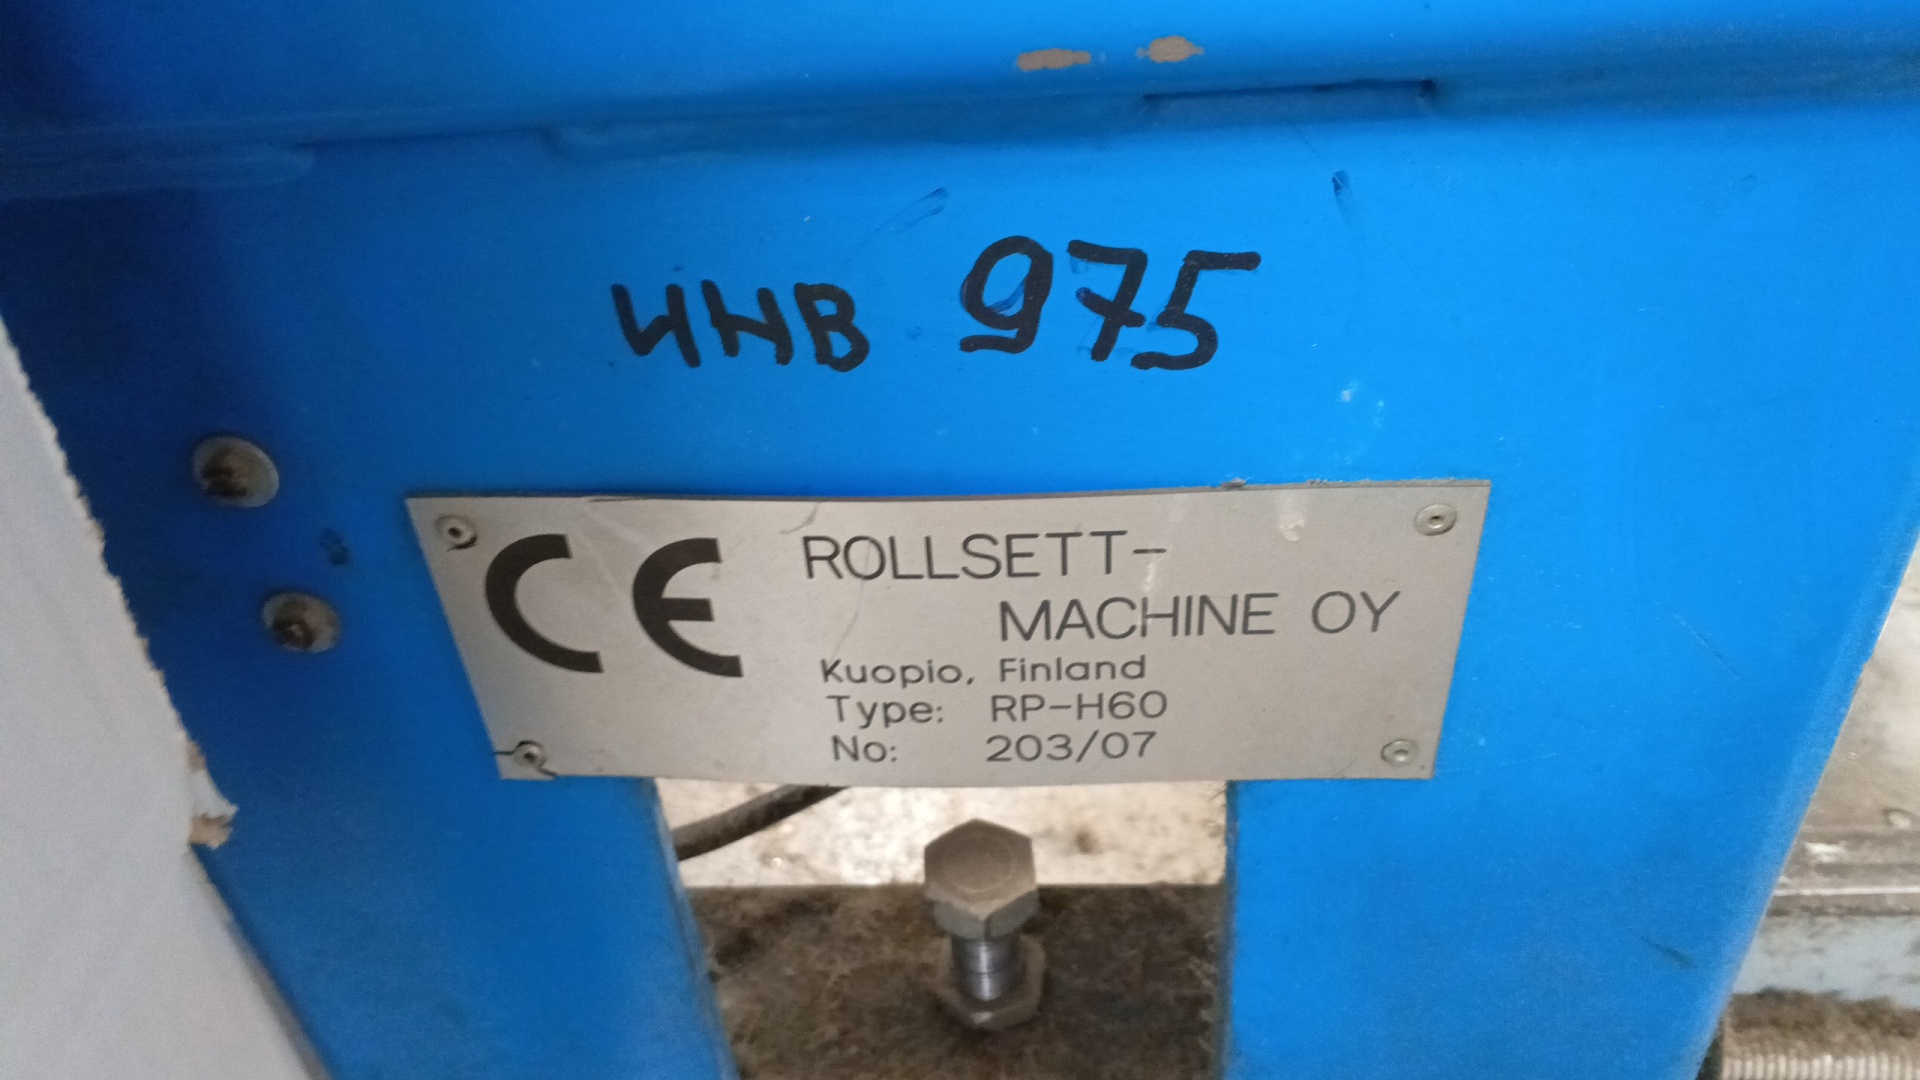 ИНВ 975
CE ROLLSETT-
MACHINE OY
Kuopio, Finland
Type: RP-H60
No: 203/07